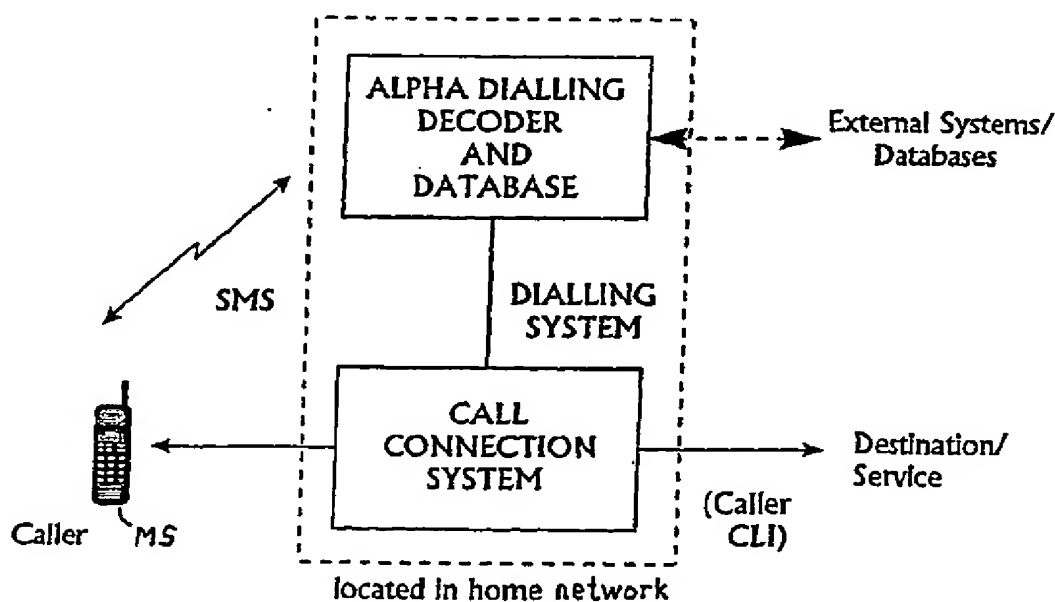 ALPHA DIALLING
DECODER
AND
DATABASE
External Systems/
Databases
SMS
DIALLING
SYSTEM
CALL
CONNECTION
SYSTEM
Destination/
Service
(Caller
CLI)
Caller
MS
located in home network